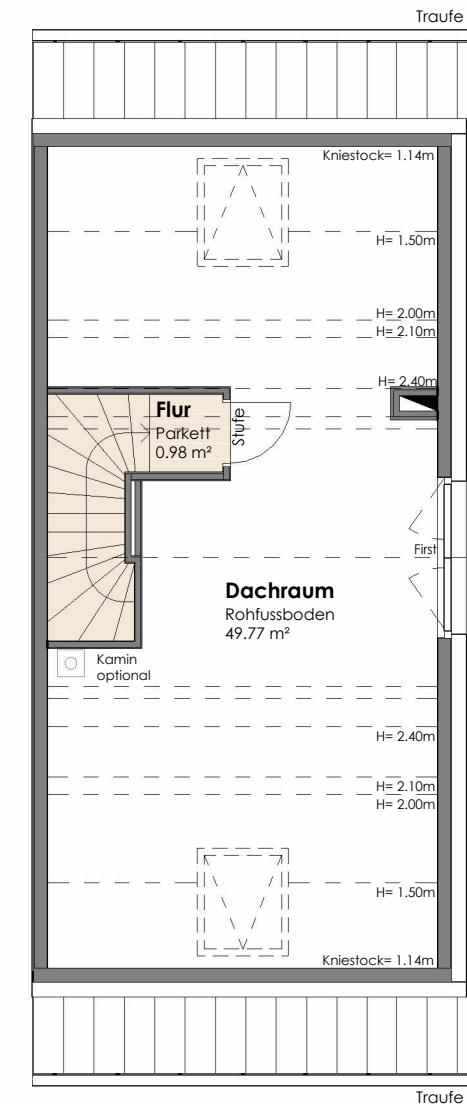 Traufe
Kniestock= 1.14m
H= 1.50m
H= 2.00m
H= 2.10m
H= 2.40m
Flur
Parkett
0.98 m²
Stufe
First
Dachraum
Rohfussboden
49.77 m²
Kamin
optional
H= 2.40m
H= 2.10m
H= 2.00m
H= 1.50m
Kniestock= 1.14m
Traufe